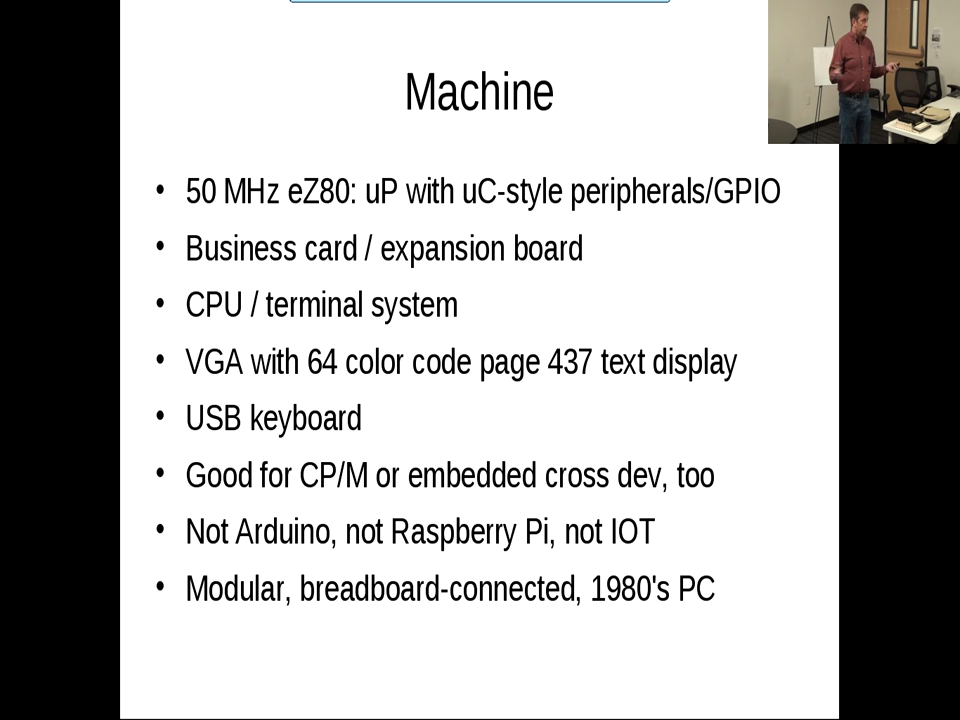 Machine
• 50 MHz eZ80: uP with uC-style peripherals/GPIO
• Business card / expansion board
• CPU / terminal system
• VGA with 64 color code page 437 text display
• USB keyboard
• Good for CP/M or embedded cross dev, too
• Not Arduino, not Raspberry Pi, not IOT
• Modular, breadboard-connected, 1980's PC